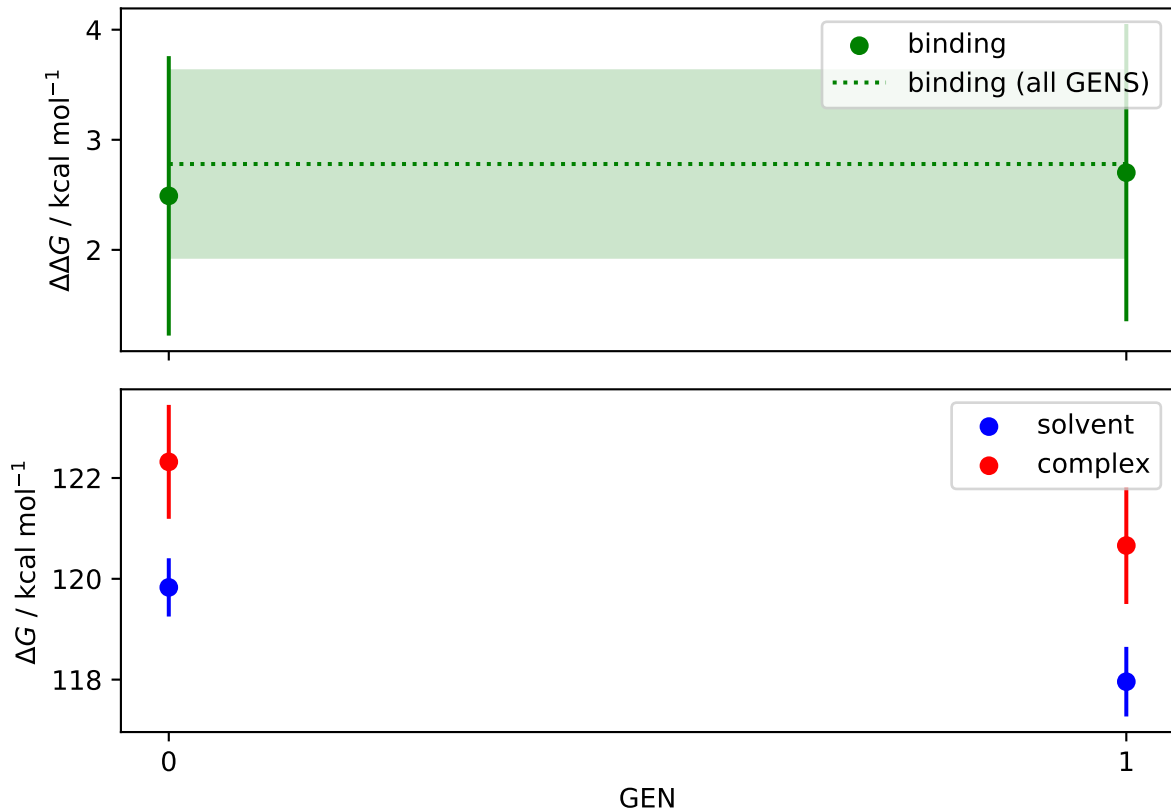 4
3
2
ΔΔG / kcal mol⁻¹
binding
binding (all GENS)
122
120
118
ΔG / kcal mol⁻¹
solvent
complex
0
1
GEN